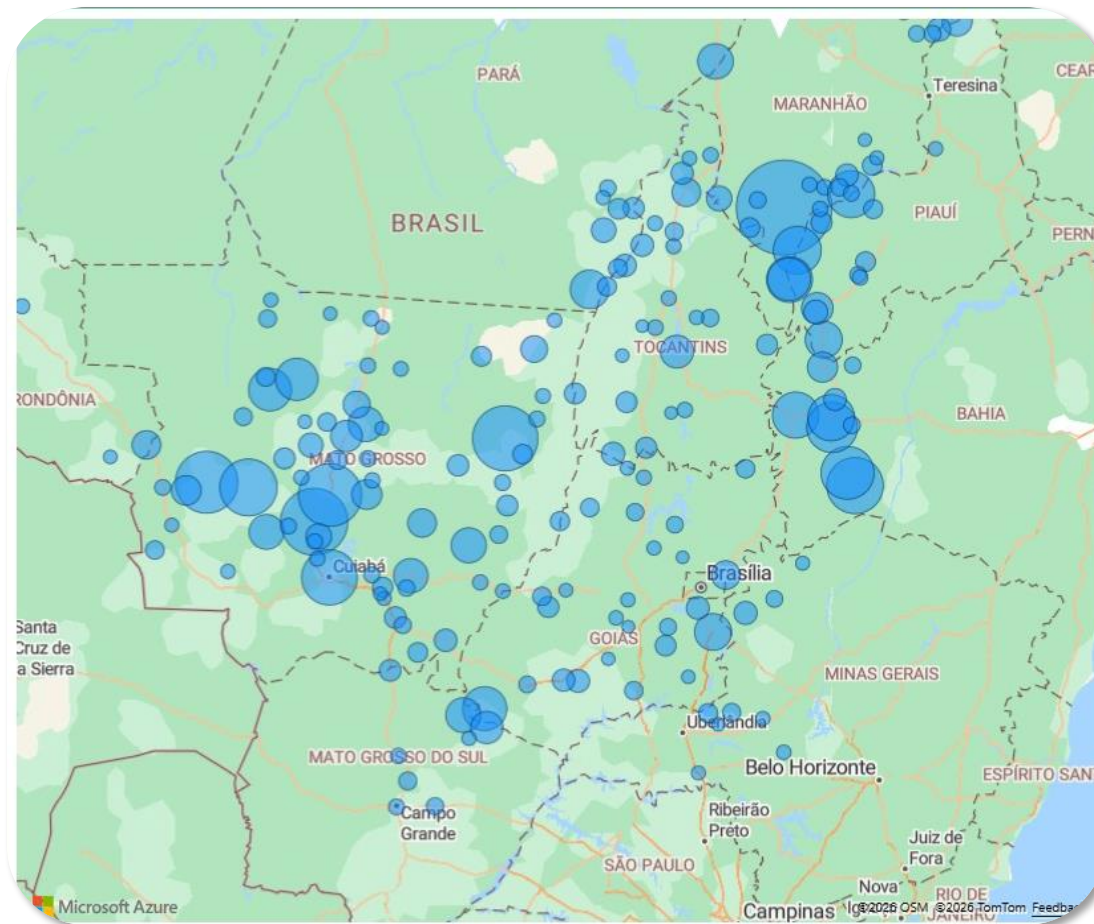 PARÁ
CEAR
Teresina
MARANHÃO
BRASIL
PIAUÍ
PERN
TOCANTINS
RONDÔNIA
BAHIA
MATO GROSSO
Cuiabá
Brasília
Santa
Cruz de
a Sierra
GOIÁS
MINAS GERAIS
Uberlândia
MATO GROSSO DO SUL
Belo Horizonte
ESPÍRITO SAN
Campo
Grande
Ribeirão
Preto
Juiz de
Fora
SÃO PAULO
Nova
RIO DE
JANEIRO
Microsoft Azure
Campinas
©2026 OSM ©2026 TomTom Feedba